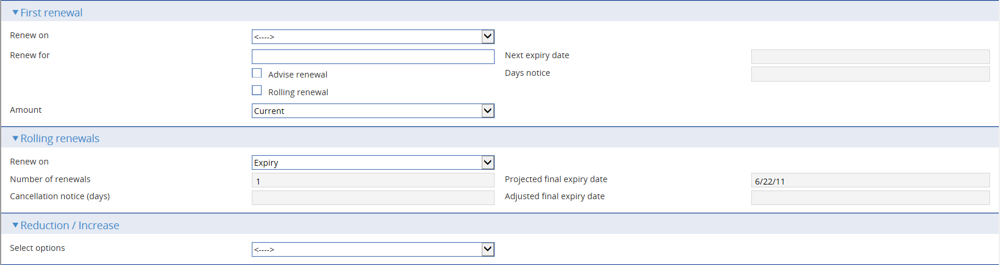 First renewal
Renew on <---->
Renew for Next expiry date
Advise renewal Days notice
Rolling renewal
Amount Current
Rolling renewals
Renew on Expiry
Number of renewals 1 Projected final expiry date 6/22/11
Cancellation notice (days) Adjusted final expiry date
Reduction / Increase
Select options <---->